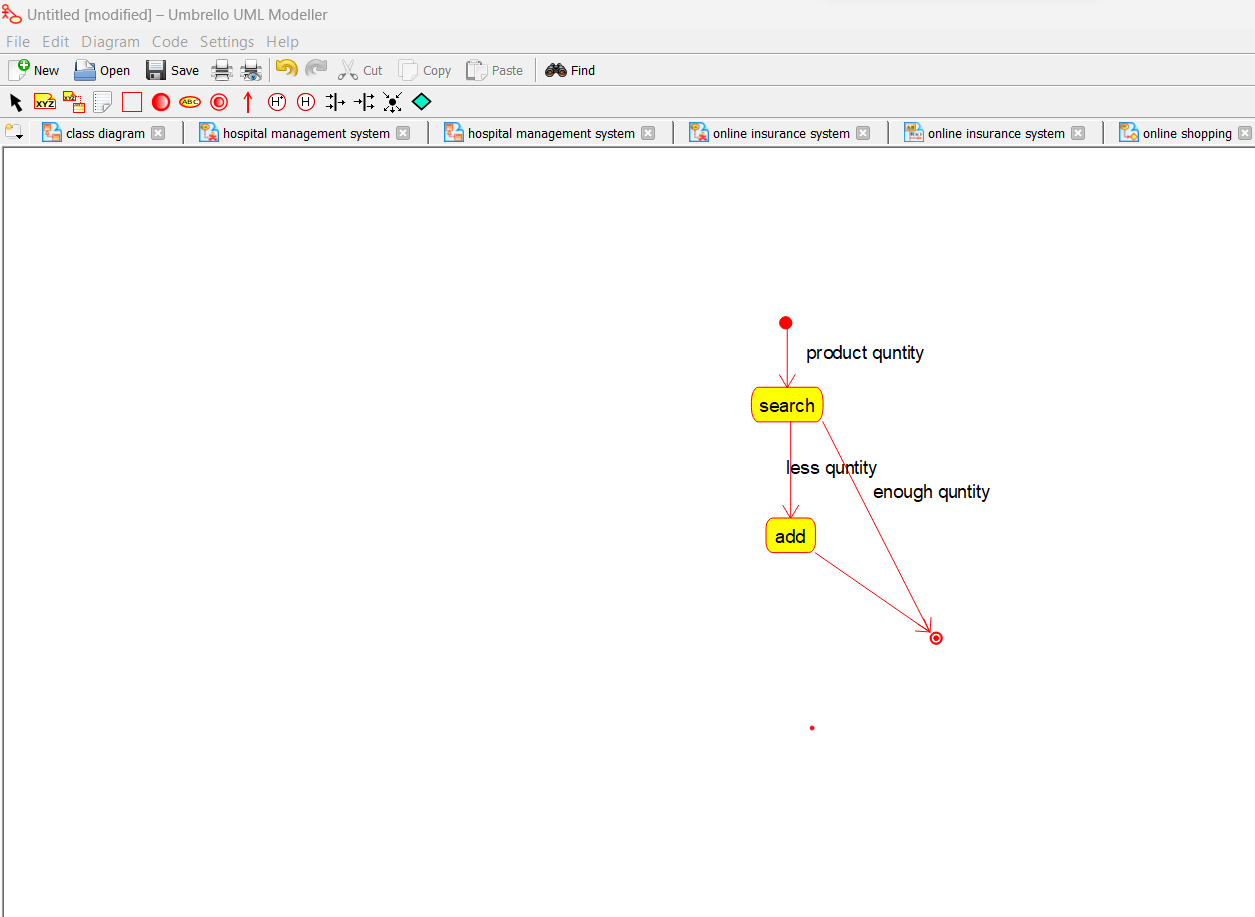 Untitled [modified] – Umbrello UML Modeller
File Edit Diagram Code Settings Help
New Open Save Cut Copy Paste Find
XYZ XYZ ABC H* H
class diagram hospital management system hospital management system online insurance system online insurance system online shopping
product quntity
search
less quntity
enough quntity
add